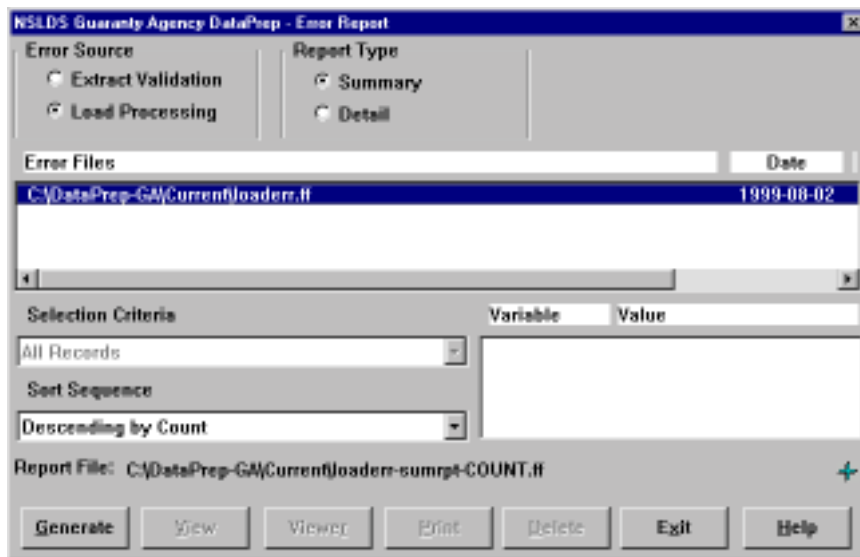 NSLDS Guaranty Agency DataPrep - Error Report
Error Source
Extract Validation
Load Processing
Report Type
Summary
Detail
Error Files Date
C:\DataPrep-GA\Current\loaderr.ff 1999-08-02
Selection Criteria
All Records
Sort Sequence
Descending by Count
Variable Value
Report File: C:\DataPrep-GA\Current\loaderr-sumrpt-COUNT.ff
Generate View Viewer Print Delete Exit Help